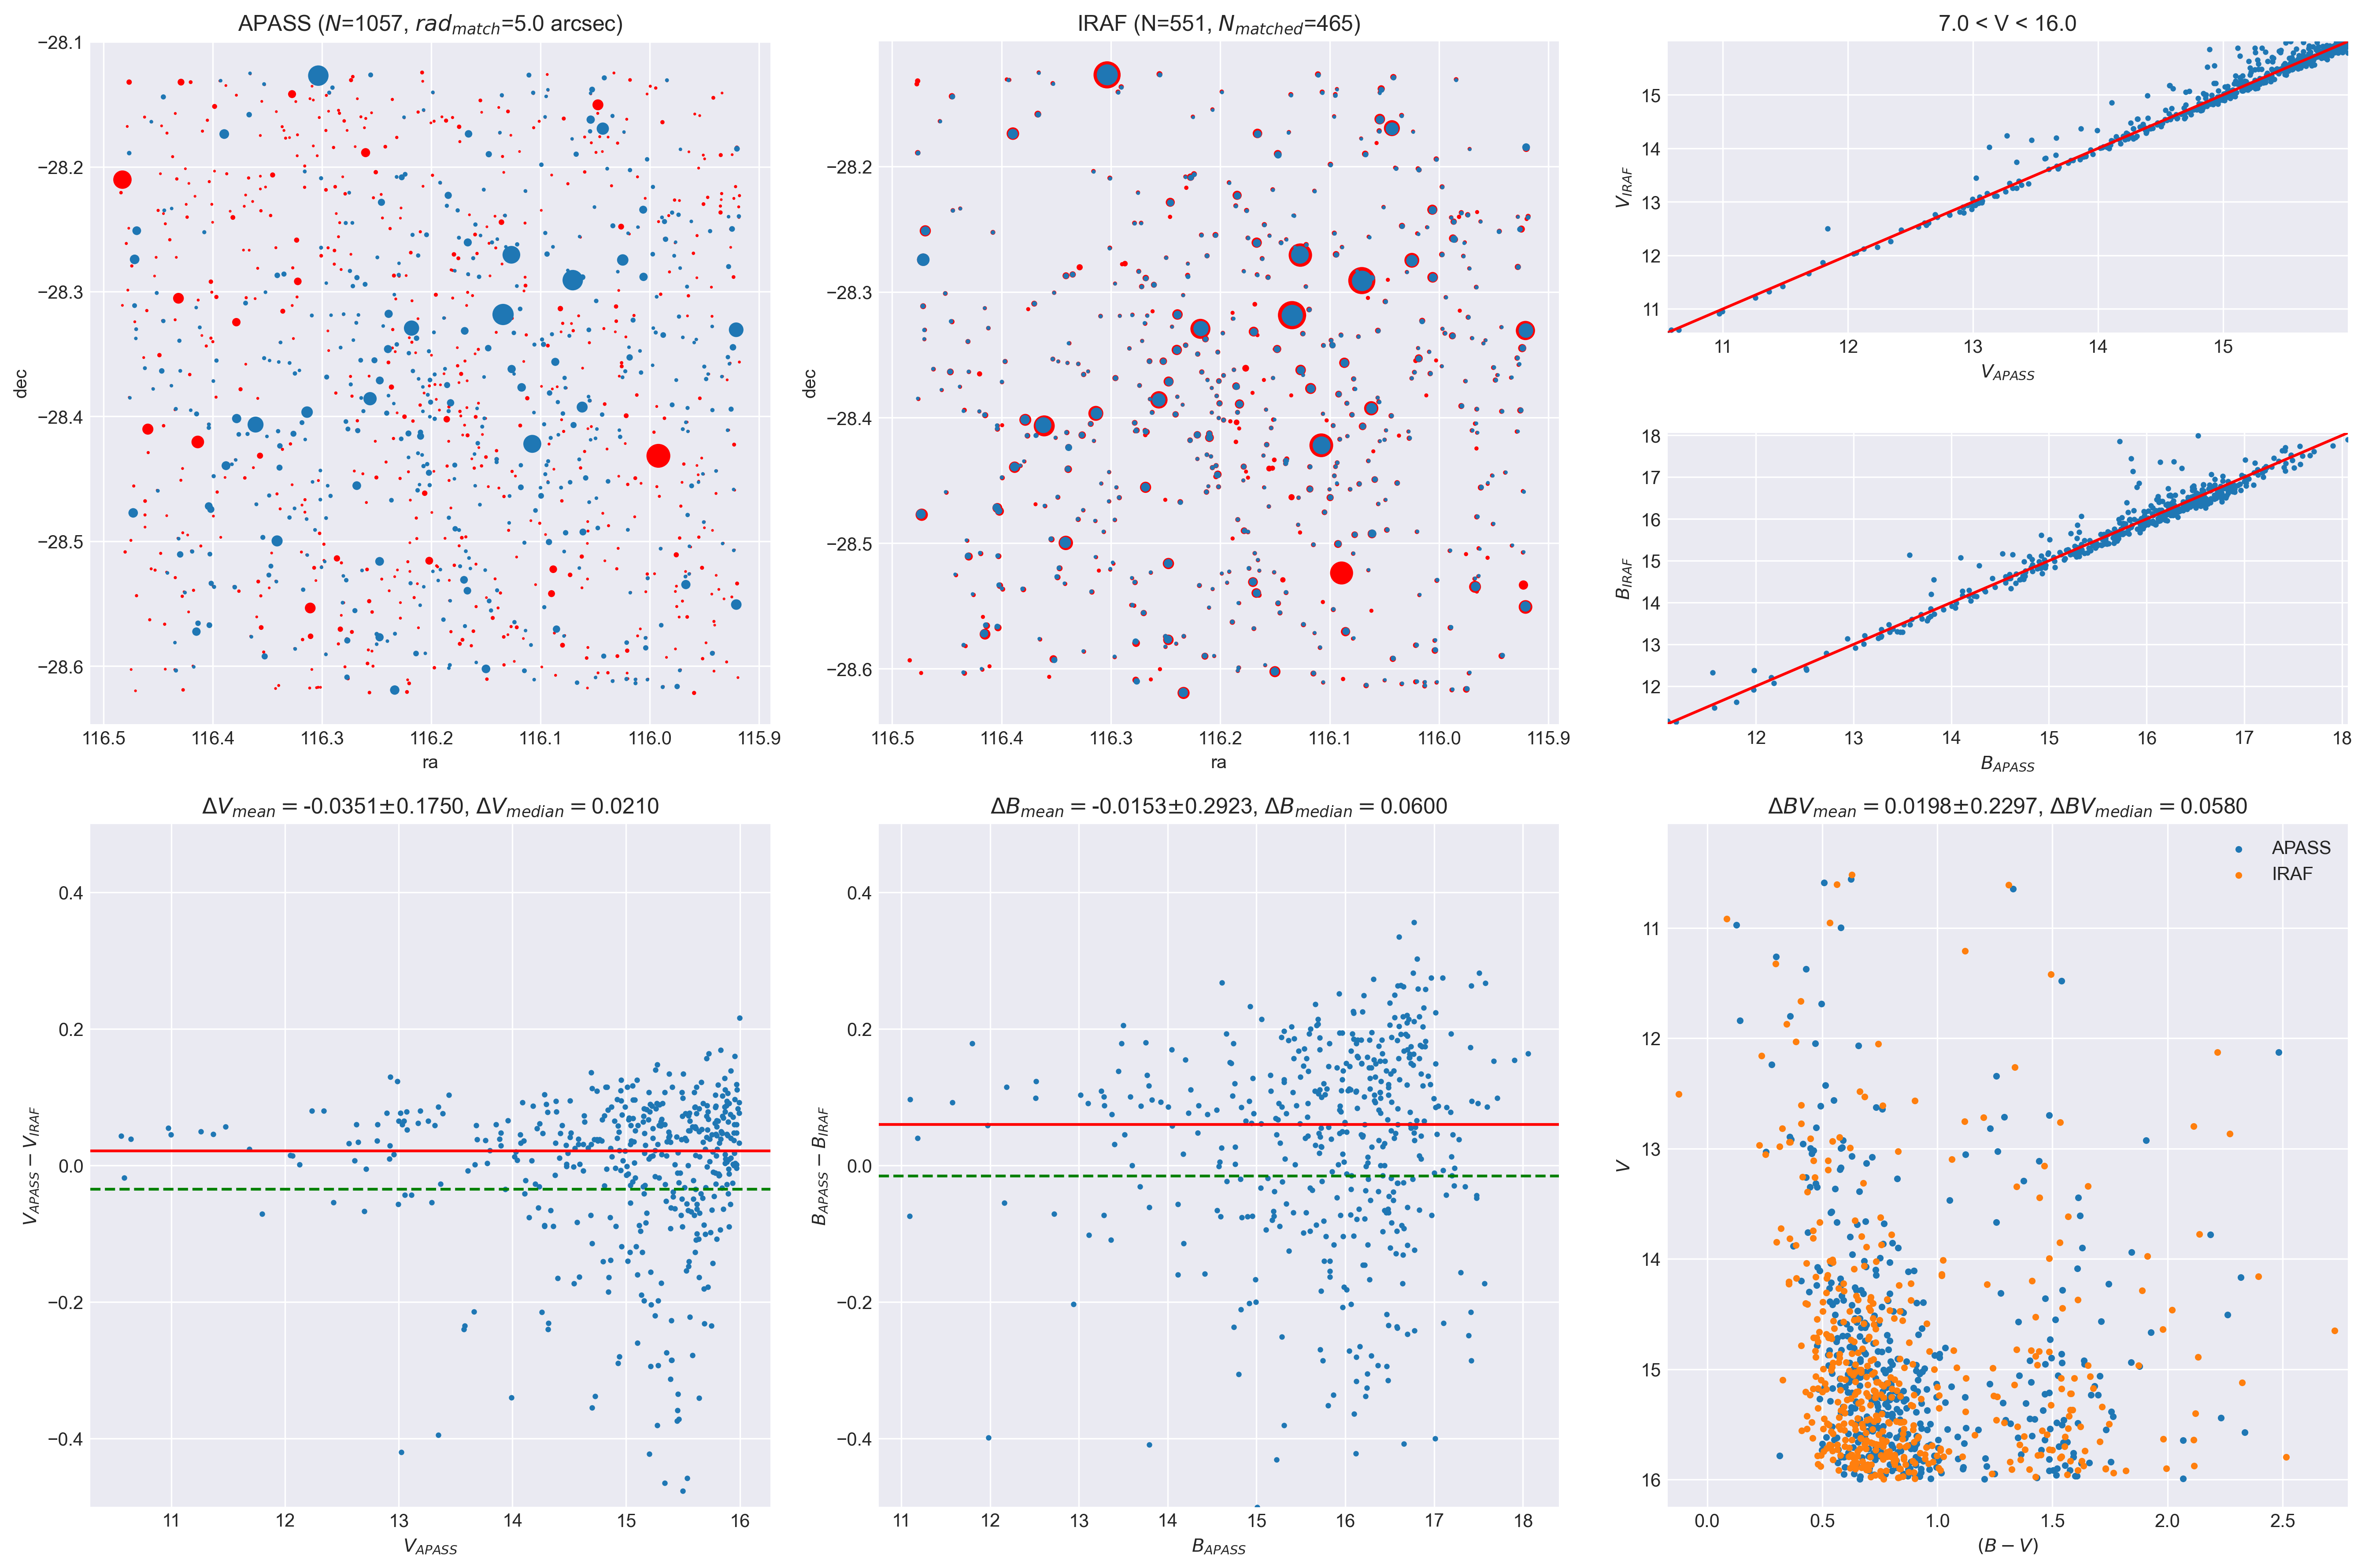 APASS (N=1057, rad_match=5.0 arcsec)
−28.1
−28.2
−28.3
−28.4
−28.5
−28.6
dec
116.5 116.4 116.3 116.2 116.1 116.0 115.9
ra
IRAF (N=551, N_matched=465)
−28.2
−28.3
−28.4
−28.5
−28.6
dec
116.5 116.4 116.3 116.2 116.1 116.0 115.9
ra
7.0 < V < 16.0
15
14
13
12
11
V_IRAF
11 12 13 14 15
V_APASS
18
17
16
15
14
13
12
B_IRAF
12 13 14 15 16 17 18
B_APASS
ΔV_mean = -0.0351±0.1750, ΔV_median = 0.0210
0.4
0.2
0.0
−0.2
−0.4
V_APASS − V_IRAF
11 12 13 14 15 16
V_APASS
ΔB_mean = -0.0153±0.2923, ΔB_median = 0.0600
0.4
0.2
0.0
−0.2
−0.4
B_APASS − B_IRAF
11 12 13 14 15 16 17 18
B_APASS
ΔBV_mean = 0.0198±0.2297, ΔBV_median = 0.0580
APASS
IRAF
11
12
13
14
15
16
V
0.0 0.5 1.0 1.5 2.0 2.5
(B − V)